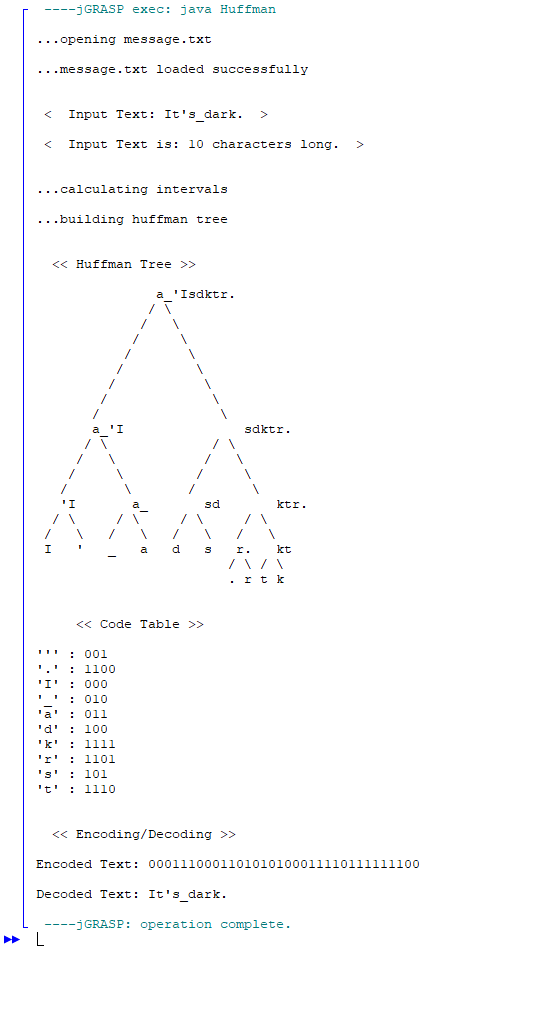 ----jGRASP exec: java Huffman
...opening message.txt
...message.txt loaded successfully
< Input Text: It's_dark. >
< Input Text is: 10 characters long. >
...calculating intervals
...building huffman tree
<< Huffman Tree >>
a_'Isdktr.
a_'I sdktr.
'I a_ sd ktr.
I ' _ a d s r. kt
. r t k
<< Code Table >>
''' : 001
'.' : 1100
'I' : 000
'_' : 010
'a' : 011
'd' : 100
'k' : 1111
'r' : 1101
's' : 101
't' : 1110
<< Encoding/Decoding >>
Encoded Text: 0001110001101010100011110111111100
Decoded Text: It's_dark.
----jGRASP: operation complete.